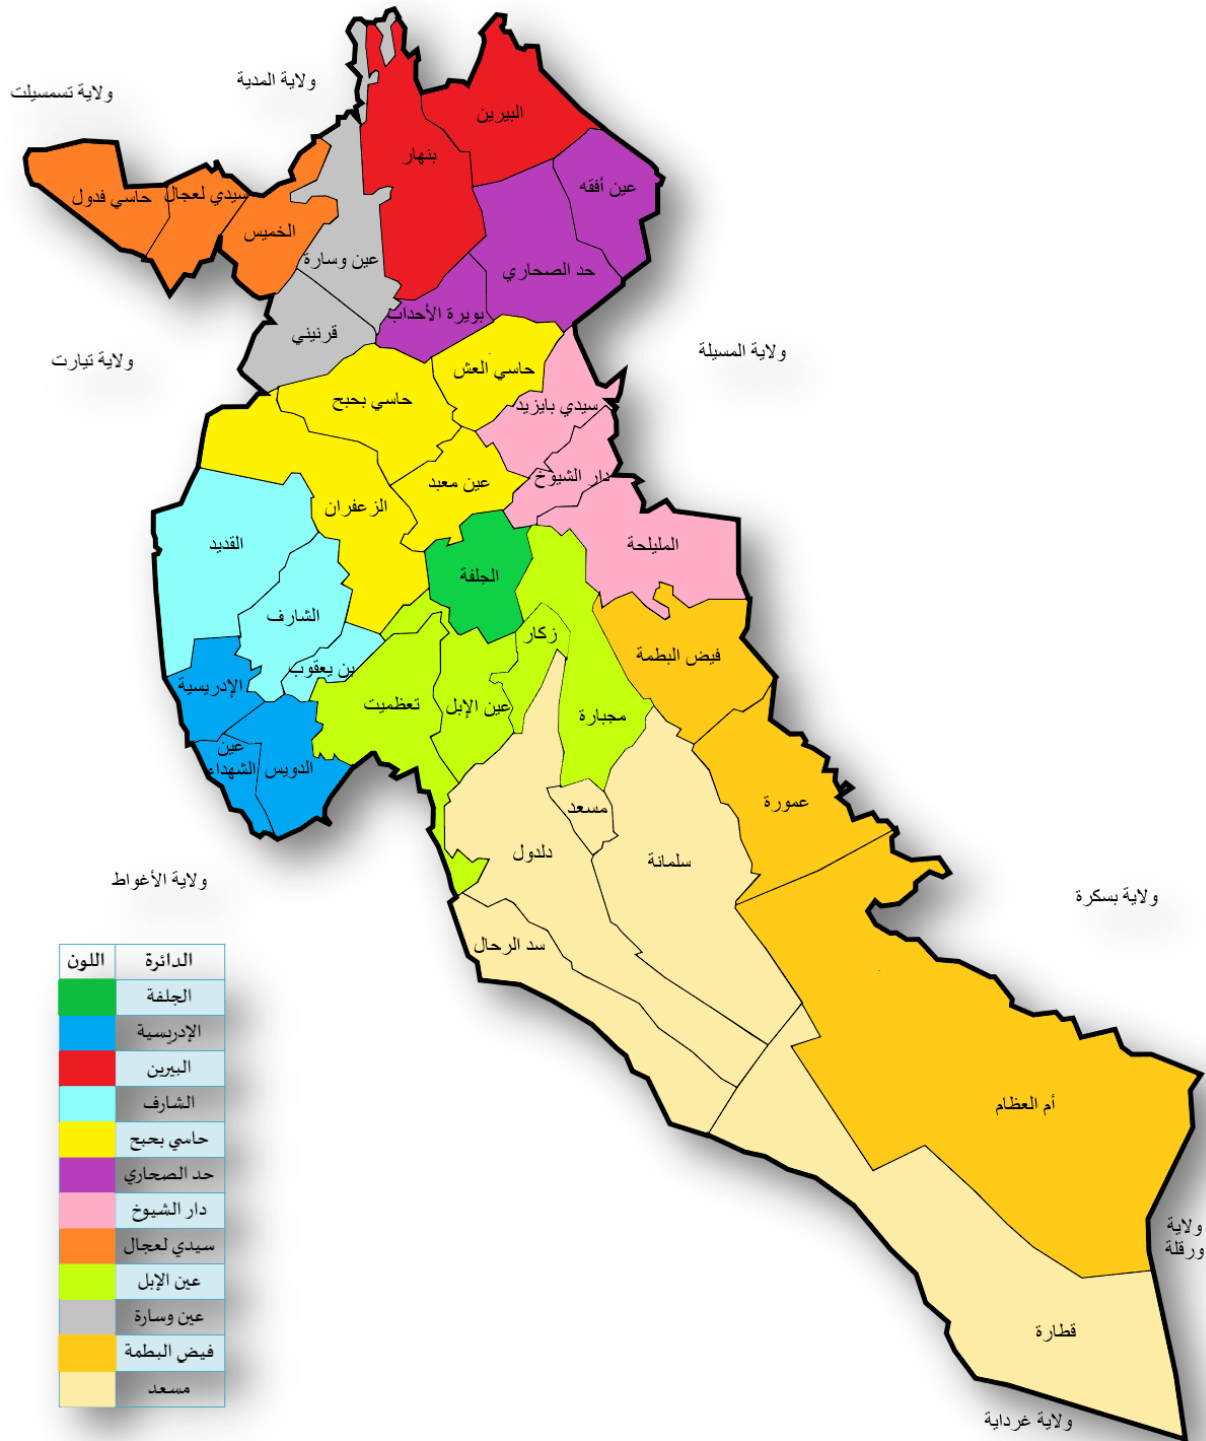 ولاية المدية
ولاية تسمسيلت
البيرين
بنهار
عين أفقه
سيدي لعجال
حاسي فدول
الخميس
عين وسارة
حد الصحاري
بويرة الأحداب
قرنيني
ولاية المسيلة
ولاية تيارت
حاسي العش
حاسي بحبح
سيدي بايزيد
دار الشيوخ
عين معبد
الزعفران
المليلحة
القديد
الجلفة
الشارف
زكار
فيض البطمة
بن يعقوب
الإدريسية
تعظميت
عين الإبل
مجبارة
عين
الشهداء
الدويس
مسعد
عمورة
دلدول
سلمانة
ولاية الأغواط
ولاية بسكرة
سد الرحال
أم العظام
ولاية
ورقلة
قطارة
ولاية غرداية
الدائرة اللون
الجلفة
الإدريسية
البيرين
الشارف
حاسي بحبح
حد الصحاري
دار الشيوخ
سيدي لعجال
عين الإبل
عين وسارة
فيض البطمة
مسعد